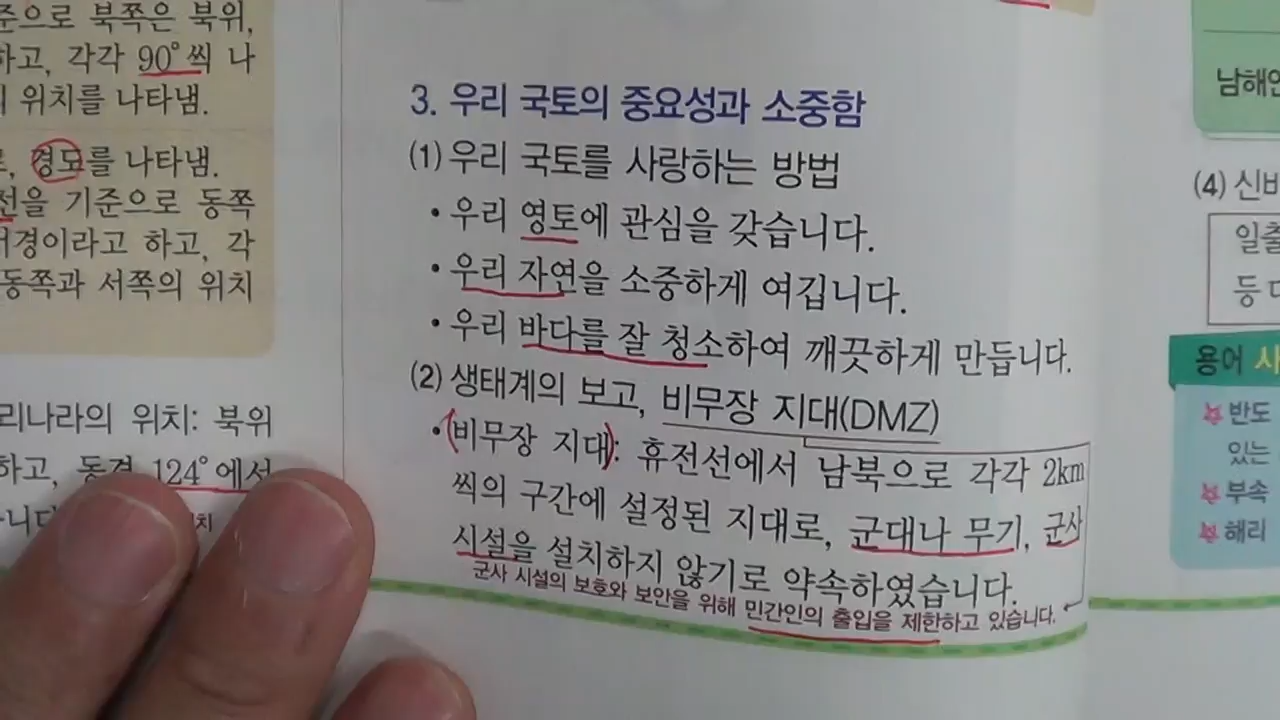 준으로 북쪽은 북위,
하고, 각각 90°씩 나
위치를 나타냄.
경도를 나타냄.
선을 기준으로 동쪽
서경이라고 하고, 각
동쪽과 서쪽의 위치
리나라의 위치: 북위
하고, 동경 124°에서
3. 우리 국토의 중요성과 소중함
(1) 우리 국토를 사랑하는 방법
• 우리 영토에 관심을 갖습니다.
• 우리 자연을 소중하게 여깁니다.
• 우리 바다를 잘 청소하여 깨끗하게 만듭니다.
(2) 생태계의 보고, 비무장 지대(DMZ)
• (비무장 지대): 휴전선에서 남북으로 각각 2km
씩의 구간에 설정된 지대로, 군대나 무기, 군사
시설을 설치하지 않기로 약속하였습니다.
군사 시설의 보호와 보안을 위해 민간인의 출입을 제한하고 있습니다.
남해안
(4)
일출
등
용어
반도
있는
부속
해리